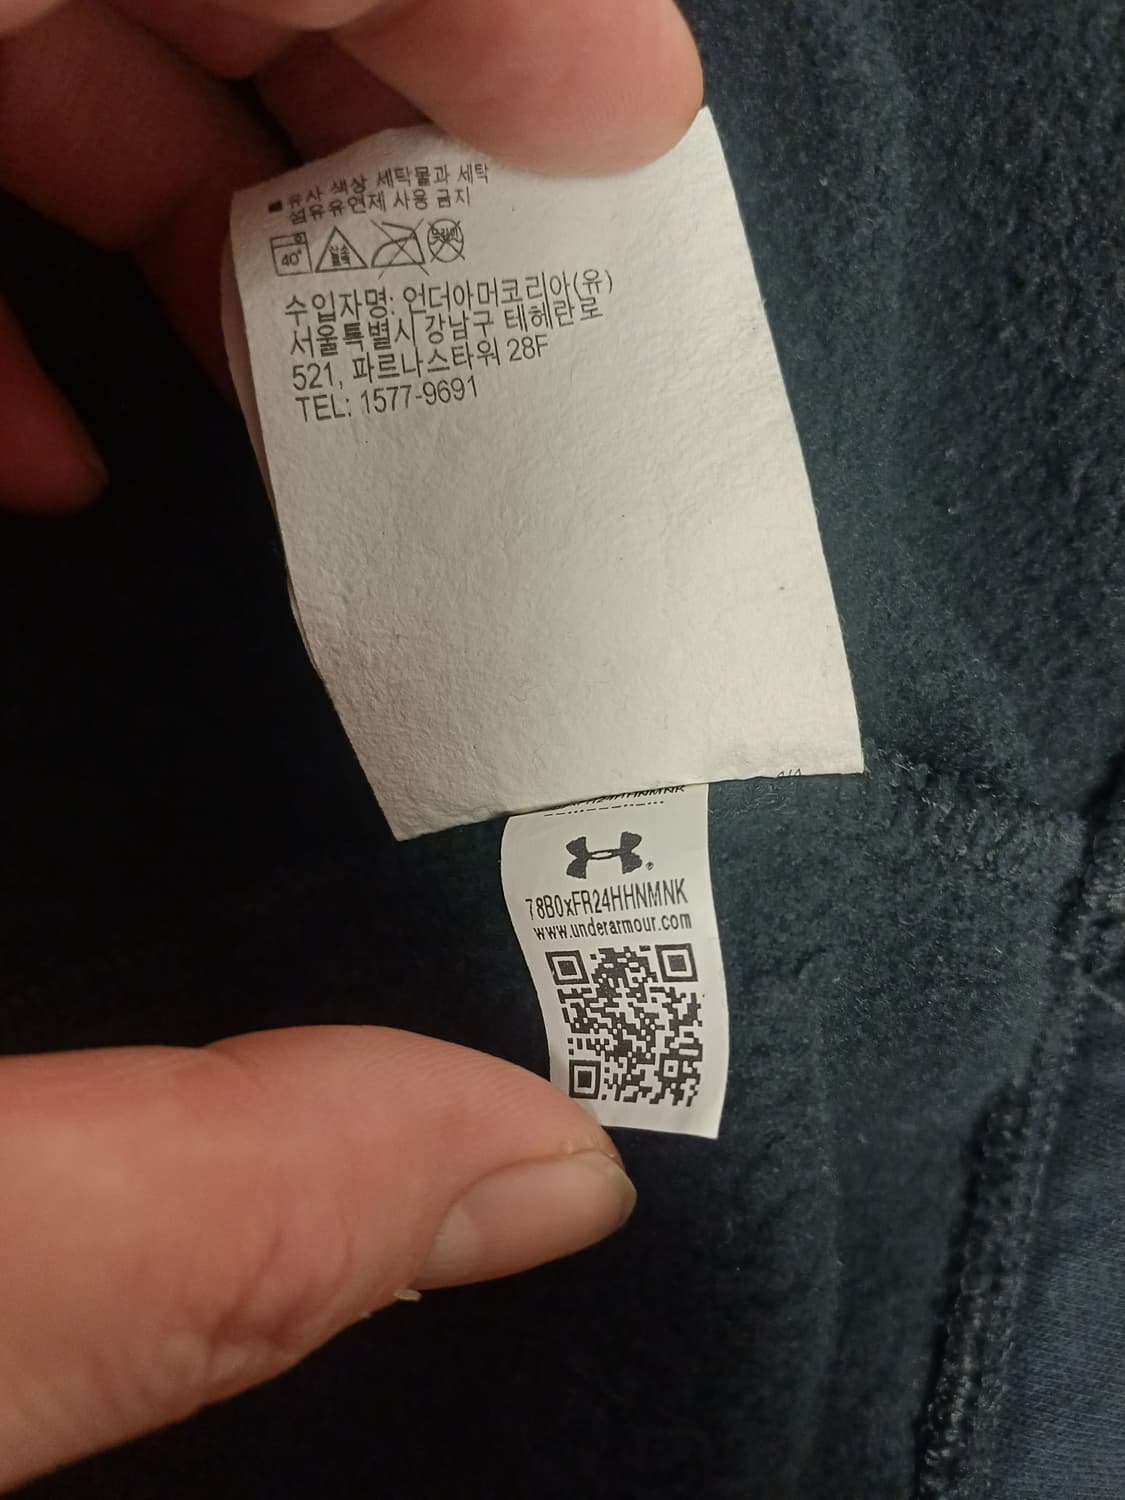 ■ 유사 색상 세탁물과 세탁
섬유유연제 사용 금지
40°
수입자명: 언더아머코리아(유)
서울특별시 강남구 테헤란로
521, 파르나스타워 28F
TEL: 1577-9691
78B0xFR24HHNMNK
www.underarmour.com